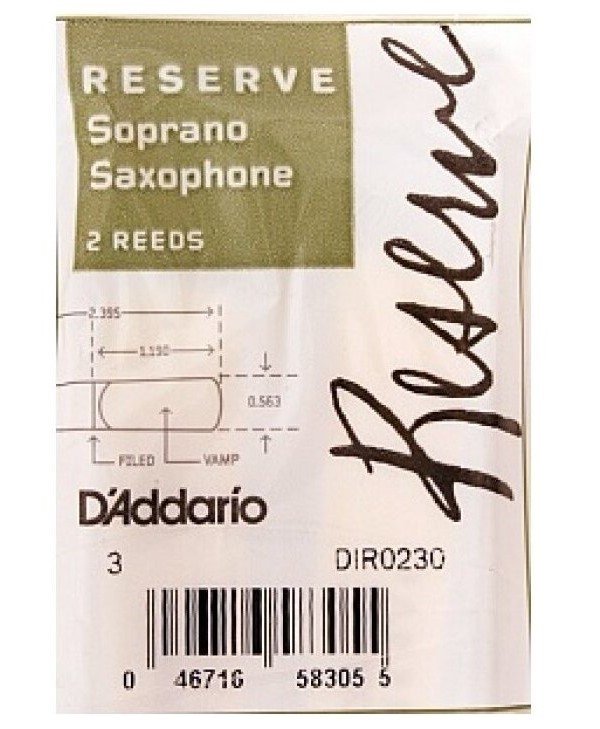 RESERVE
Soprano
Saxophone
2 REEDS
Reserve
2.395
1.190
0.563
FILED
VAMP
D'Addario
3 DIR0230
0 46716 58305 5